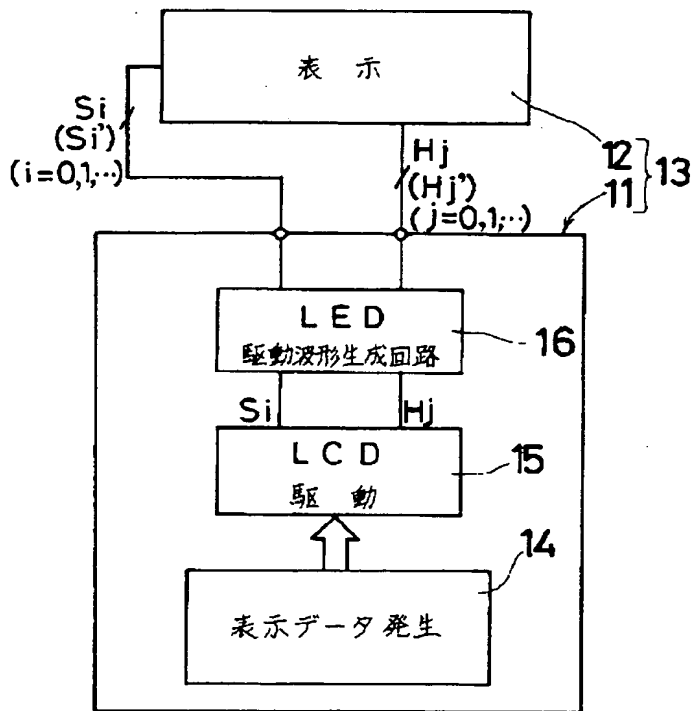 表示
Si
(Si')
(i=0,1,‥)
Hj
(Hj')
(j=0,1,‥)
12
11
13
LED
駆動波形生成回路
16
Si
Hj
LCD
駆動
15
14
表示データ発生